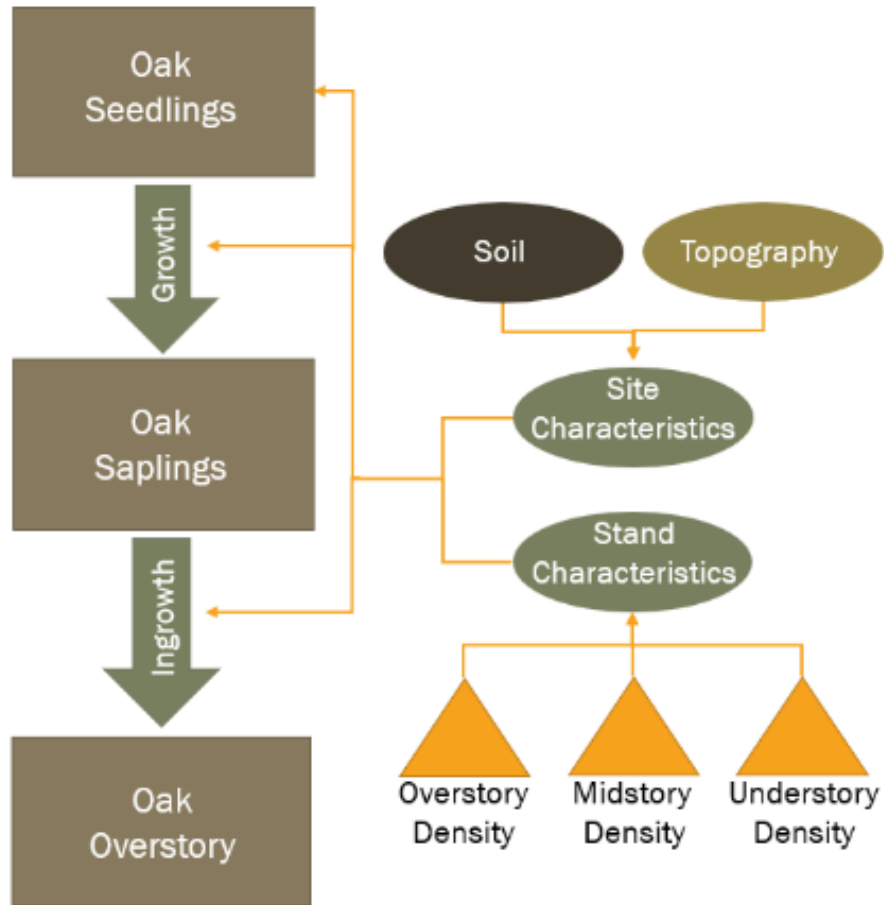 Oak
Seedlings
Growth
Soil
Topography
Oak
Saplings
Site
Characteristics
Stand
Characteristics
Ingrowth
Oak
Overstory
Overstory
Density
Midstory
Density
Understory
Density